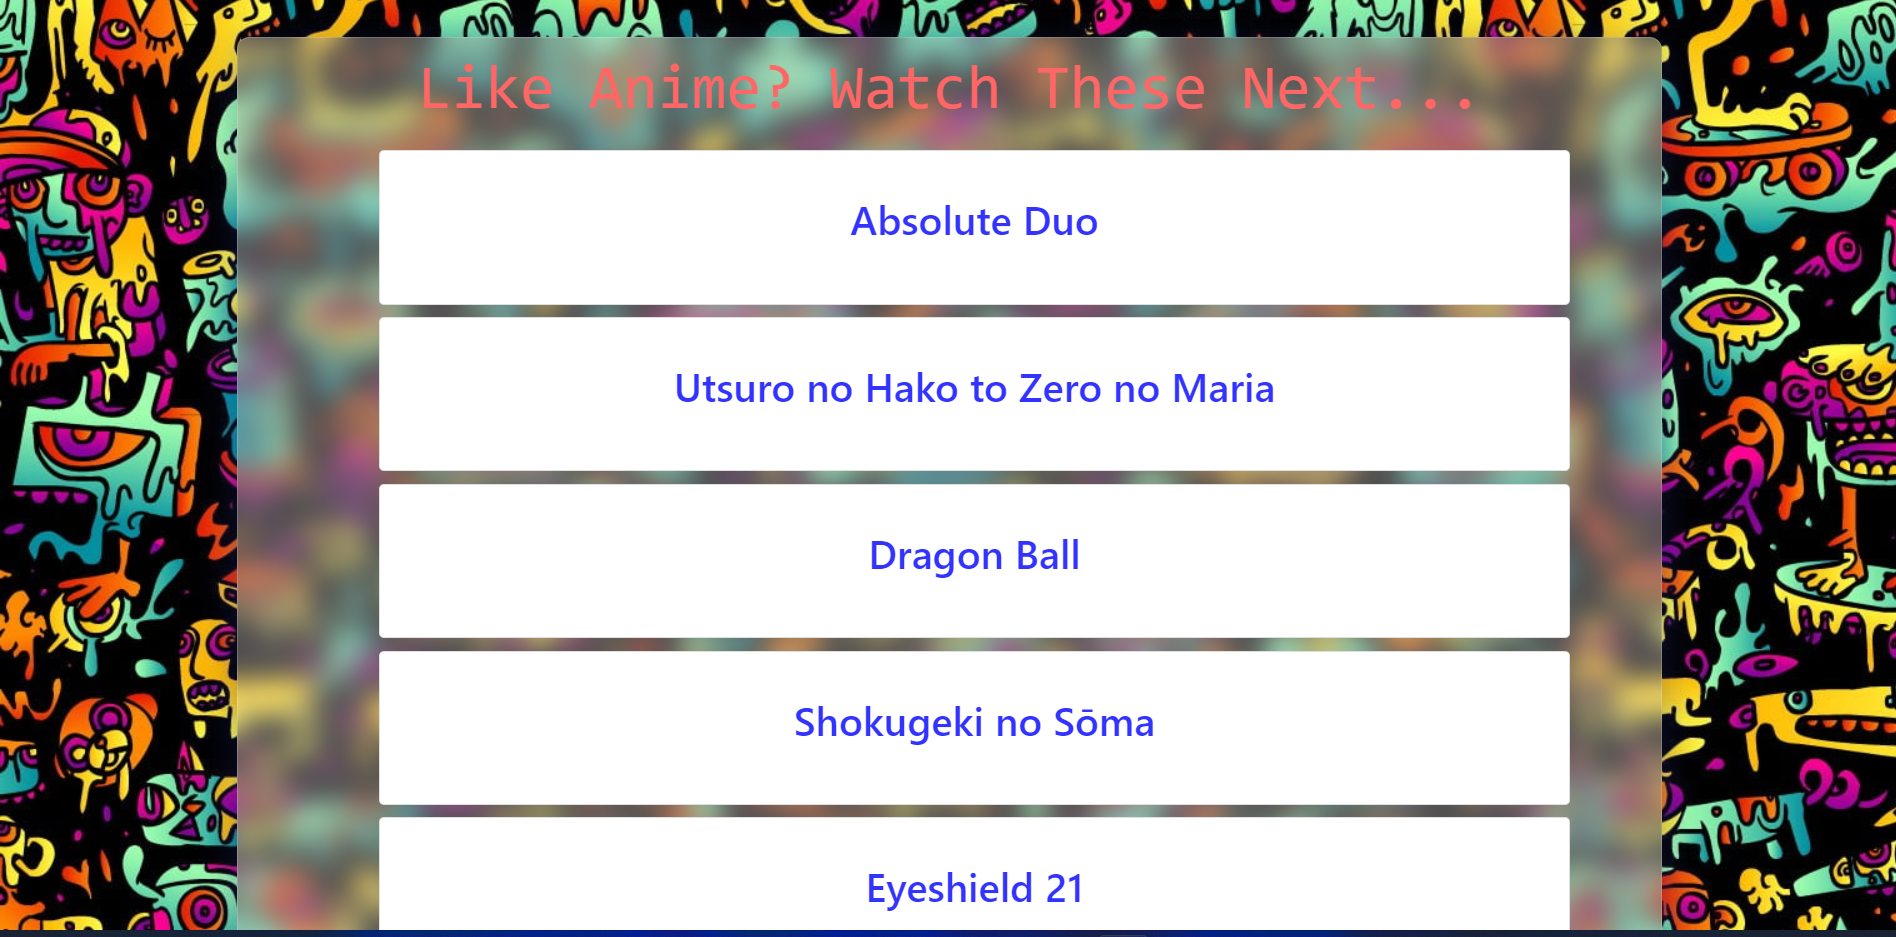 Like Anime? Watch These Next...
Absolute Duo
Utsuro no Hako to Zero no Maria
Dragon Ball
Shokugeki no Sōma
Eyeshield 21